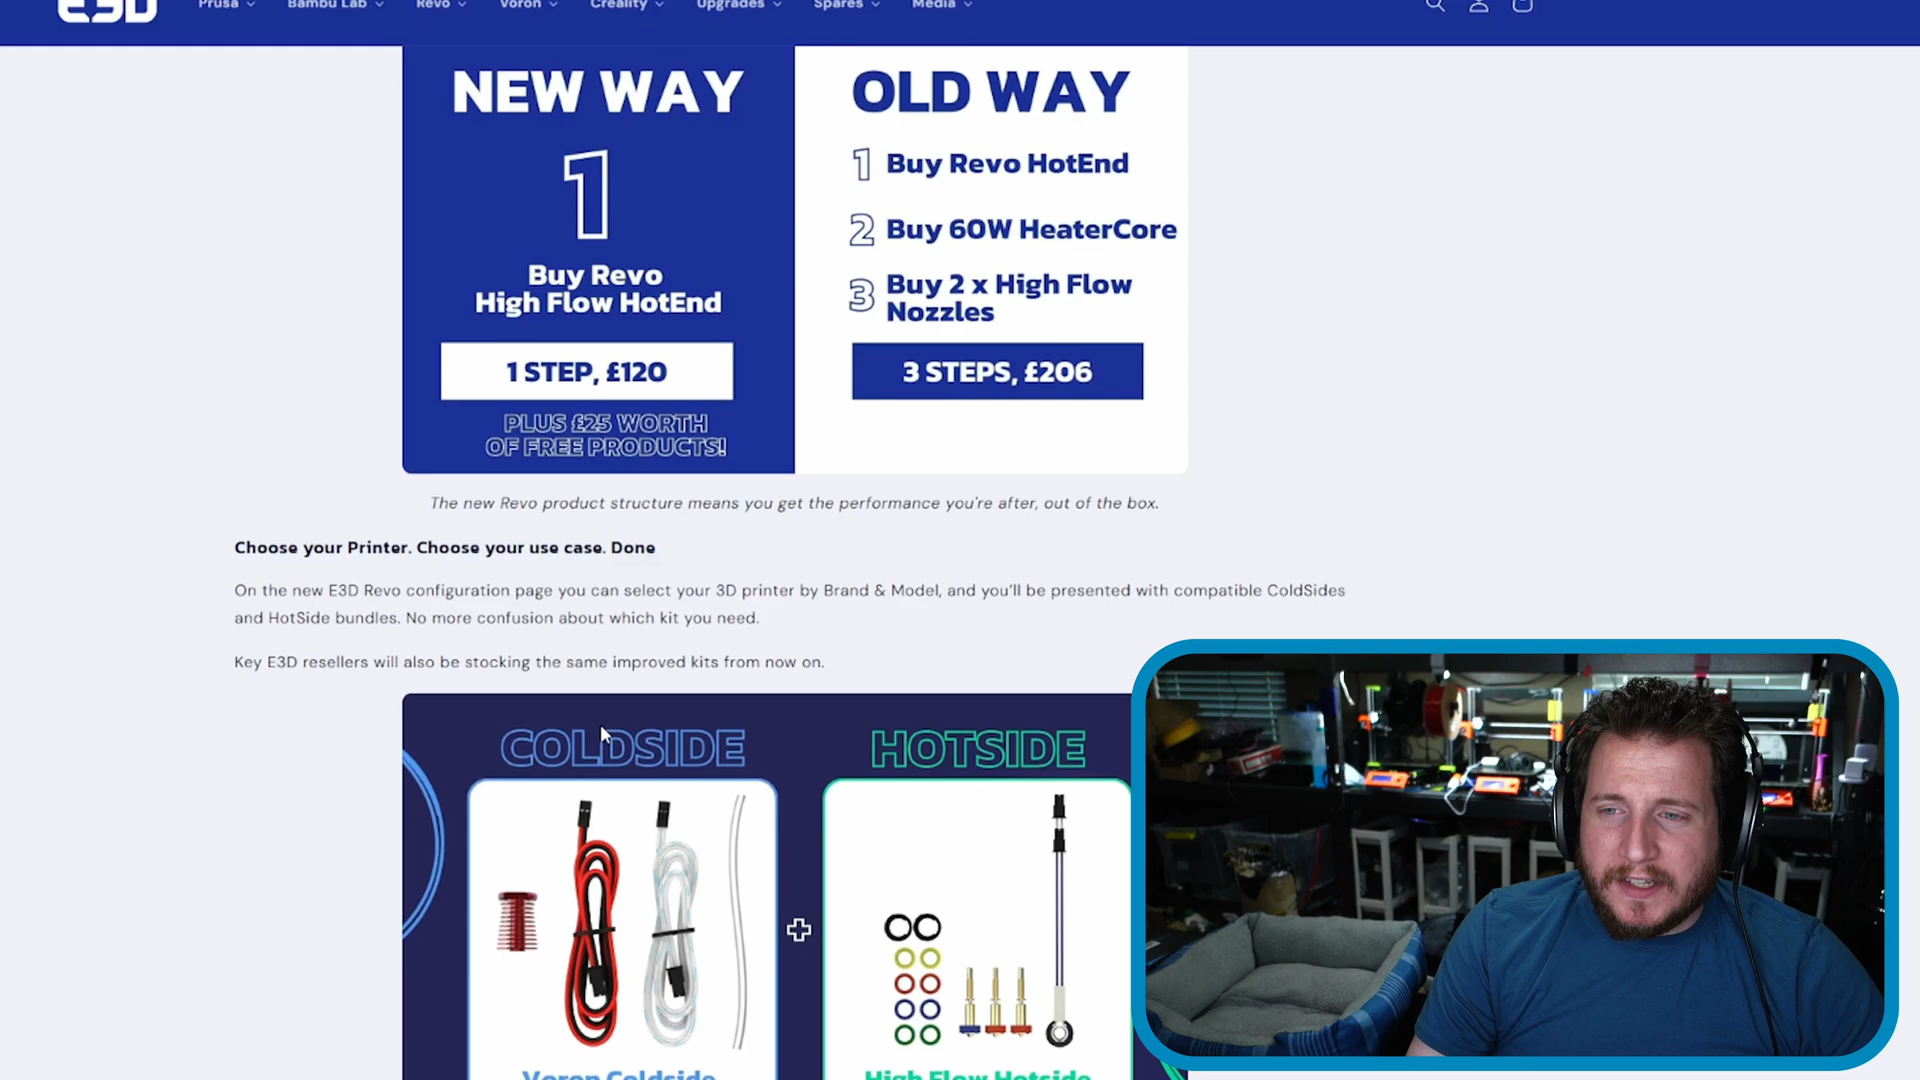 E3D
Prusa
Bambu Lab
Revo
Voron
Creality
Upgrades
Spares
Media
NEW WAY
1
Buy Revo
High Flow HotEnd
1 STEP, £120
PLUS £25 WORTH
OF FREE PRODUCTS!
OLD WAY
1 Buy Revo HotEnd
2 Buy 60W HeaterCore
3 Buy 2 x High Flow
Nozzles
3 STEPS, £206
The new Revo product structure means you get the performance you're after, out of the box.
Choose your Printer. Choose your use case. Done
On the new E3D Revo configuration page you can select your 3D printer by Brand & Model, and you'll be presented with compatible ColdSides
and HotSide bundles. No more confusion about which kit you need.
Key E3D resellers will also be stocking the same improved kits from now on.
COLDSIDE
HOTSIDE
Voron Coldside
High Flow Hotside